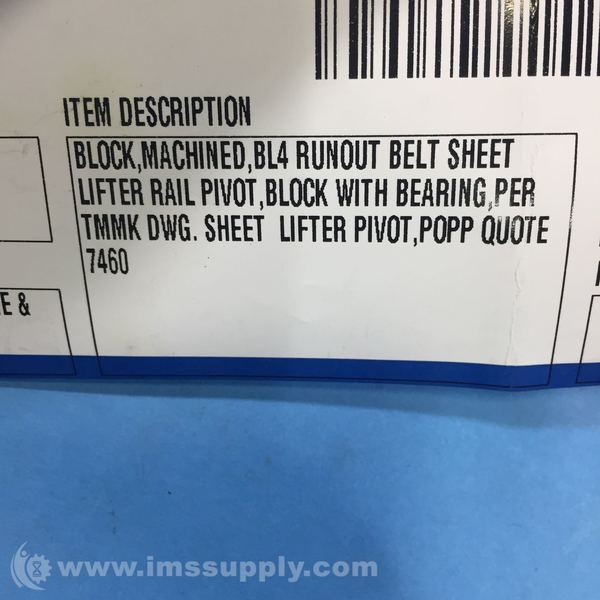 ITEM DESCRIPTION
BLOCK,MACHINED,BL4 RUNOUT BELT SHEET
LIFTER RAIL PIVOT,BLOCK WITH BEARING,PER
TMMK DWG. SHEET LIFTER PIVOT,POPP QUOTE
7460
E &
www.imssupply.com